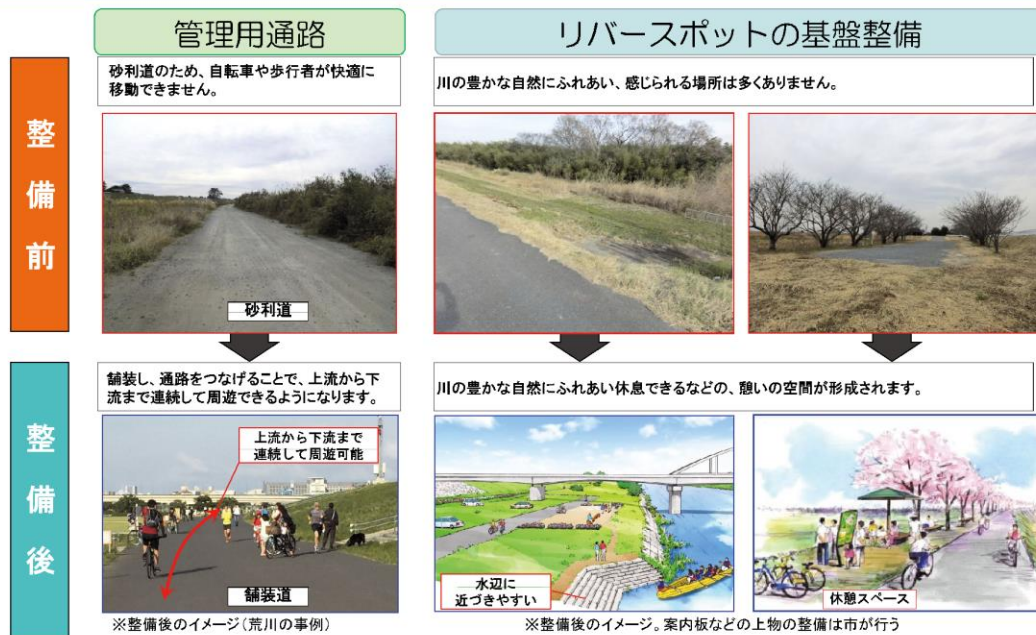 管理用通路
リバースポットの基盤整備
整備前
砂利道のため、自転車や歩行者が快適に
移動できません。
川の豊かな自然にふれあい、感じられる場所は多くありません。
砂利道
整備後
舗装し、通路をつなげることで、上流から下
流まで連続して周遊できるようになります。
川の豊かな自然にふれあい休息できるなどの、憩いの空間が形成されます。
上流から下流まで
連続して周遊可能
舗装道
水辺に
近づきやすい
休憩スペース
※整備後のイメージ(荒川の事例)
※整備後のイメージ。案内板などの上物の整備は市が行う